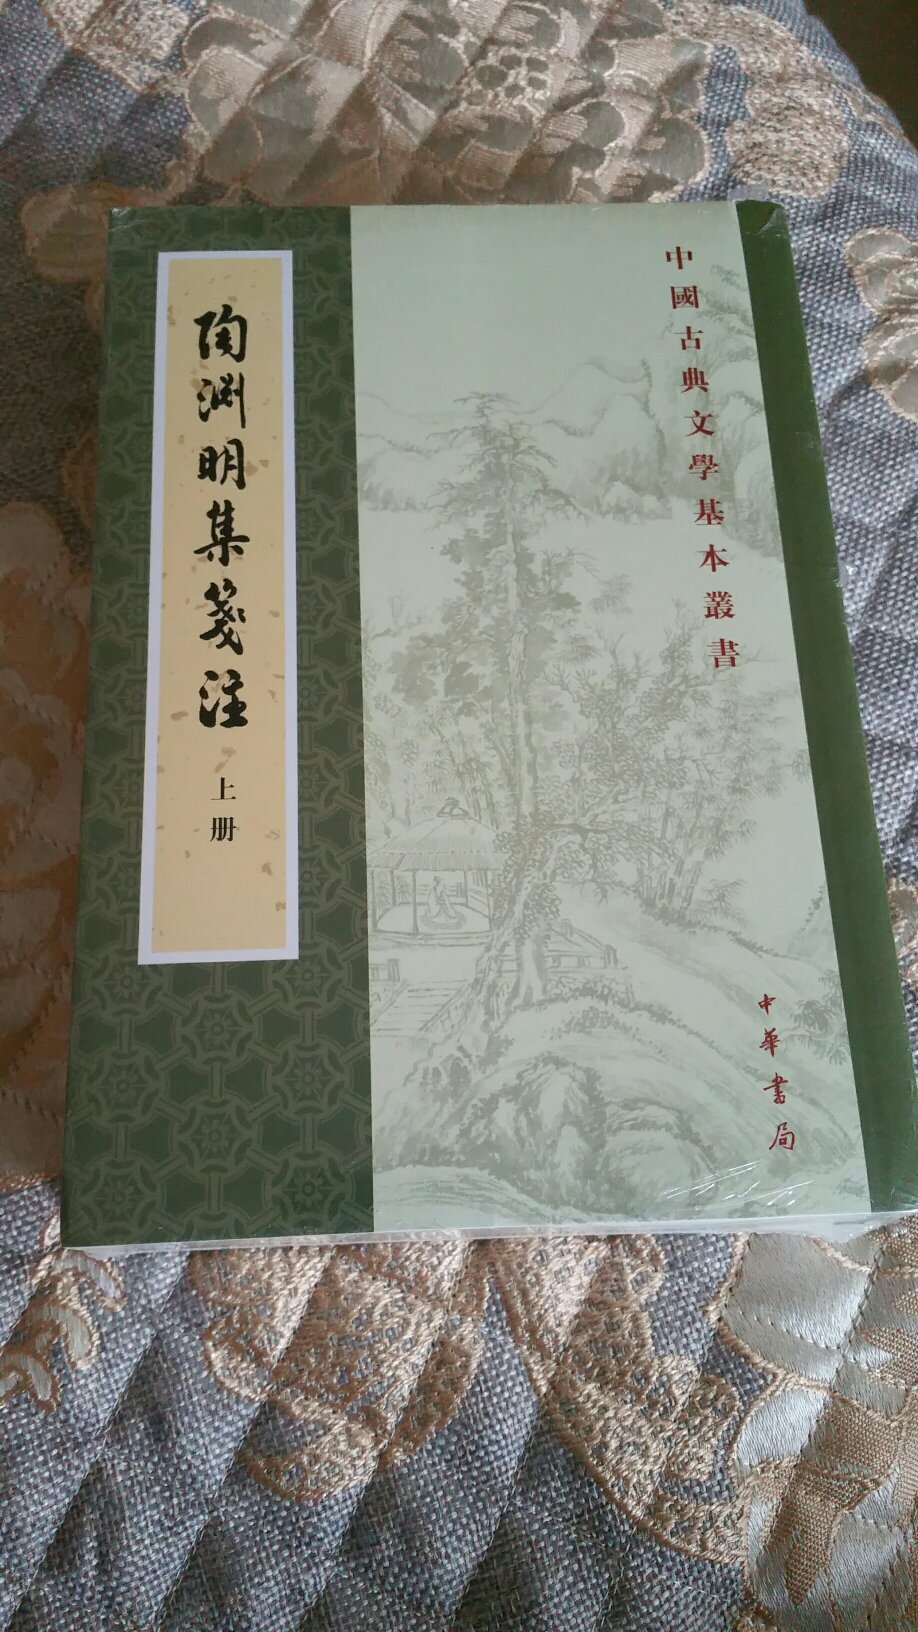 中國古典文學基本叢書
陶淵明集箋注
上册
中華書局